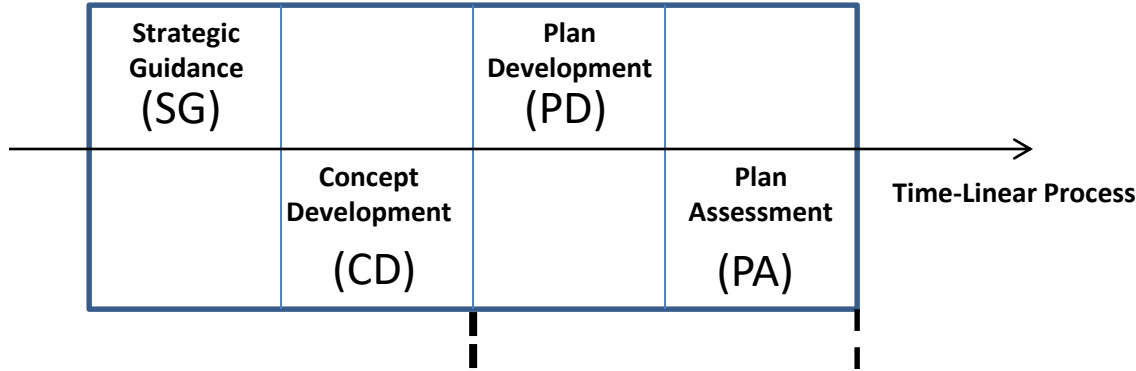 Strategic
Guidance
(SG)
Concept
Development
(CD)
Plan
Development
(PD)
Plan
Assessment
(PA)
Time-Linear Process